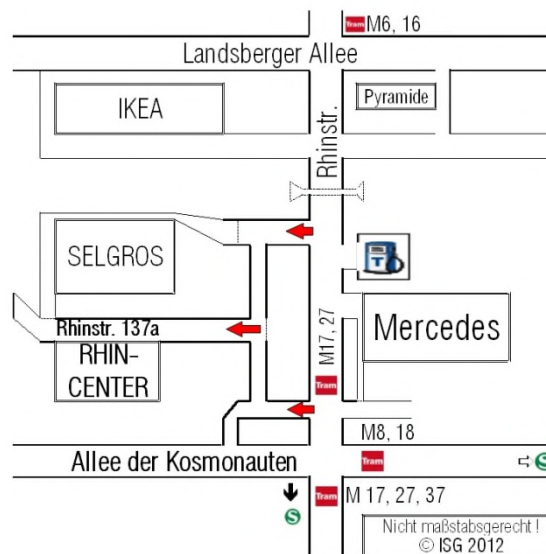 Tram M6, 16
Landsberger Allee
IKEA
Pyramide
Rhinstr.
SELGROS
T
Rhinstr. 137a
M17, 27
Mercedes
RHIN-
CENTER
Tram
M8, 18
Allee der Kosmonauten
Tram
S
Tram M 17, 27, 37
S
Nicht maßstabsgerecht !
© ISG 2012